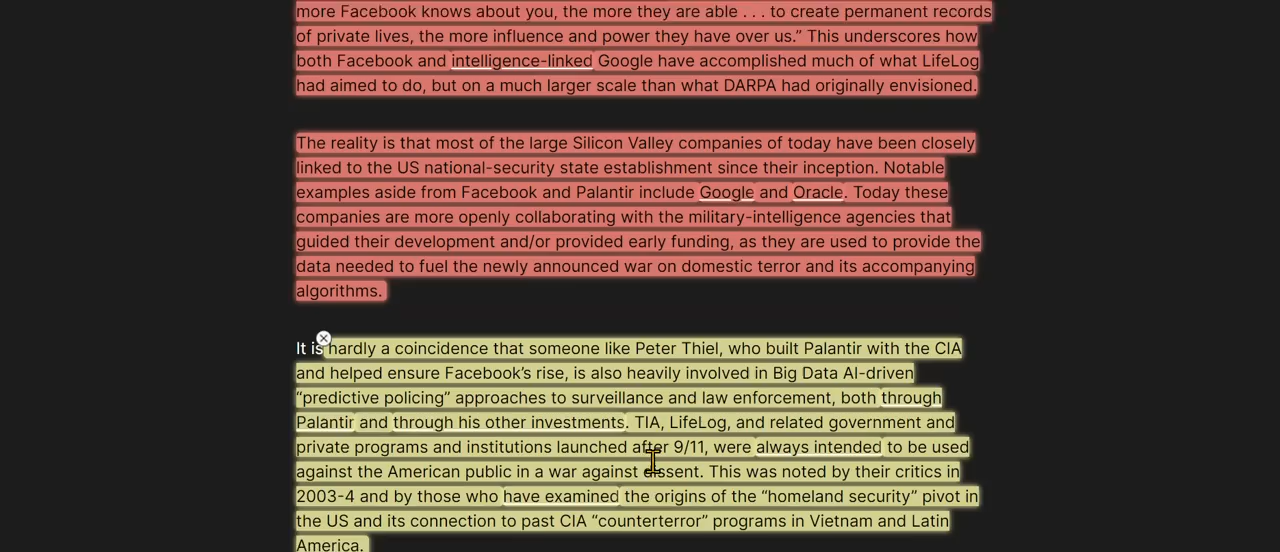 more Facebook knows about you, the more they are able . . . to create permanent records
of private lives, the more influence and power they have over us.” This underscores how
both Facebook and intelligence-linked Google have accomplished much of what LifeLog
had aimed to do, but on a much larger scale than what DARPA had originally envisioned.
The reality is that most of the large Silicon Valley companies of today have been closely
linked to the US national-security state establishment since their inception. Notable
examples aside from Facebook and Palantir include Google and Oracle. Today these
companies are more openly collaborating with the military-intelligence agencies that
guided their development and/or provided early funding, as they are used to provide the
data needed to fuel the newly announced war on domestic terror and its accompanying
algorithms.
It is hardly a coincidence that someone like Peter Thiel, who built Palantir with the CIA
and helped ensure Facebook’s rise, is also heavily involved in Big Data AI-driven
“predictive policing” approaches to surveillance and law enforcement, both through
Palantir and through his other investments. TIA, LifeLog, and related government and
private programs and institutions launched after 9/11, were always intended to be used
against the American public in a war against dissent. This was noted by their critics in
2003-4 and by those who have examined the origins of the “homeland security” pivot in
the US and its connection to past CIA “counterterror” programs in Vietnam and Latin
America.